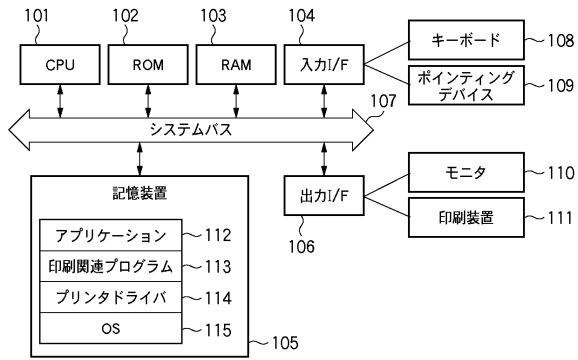 101
102
103
104
CPU
ROM
RAM
入力I/F
キーボード
108
ポインティング
デバイス
109
107
システムバス
記憶装置
出力I/F
106
モニタ
110
印刷装置
111
アプリケーション
112
印刷関連プログラム
113
プリンタドライバ
114
OS
115
105